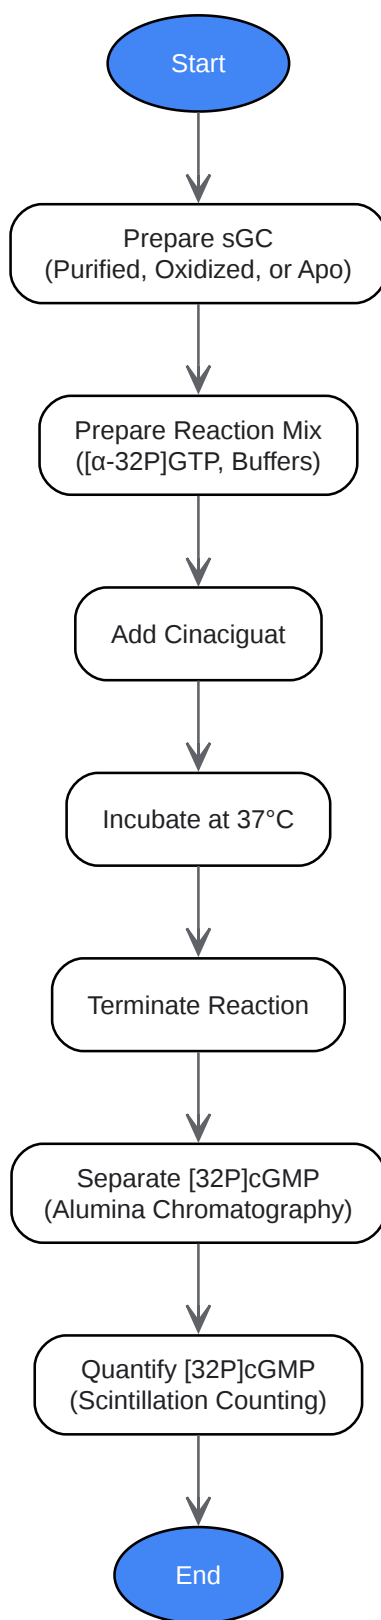 Start
Prepare sGC
(Purified, Oxidized, or Apo)
Prepare Reaction Mix
([α-32P]GTP, Buffers)
Add Cinaciguat
Incubate at 37°C
Terminate Reaction
Separate [32P]cGMP
(Alumina Chromatography)
Quantify [32P]cGMP
(Scintillation Counting)
End